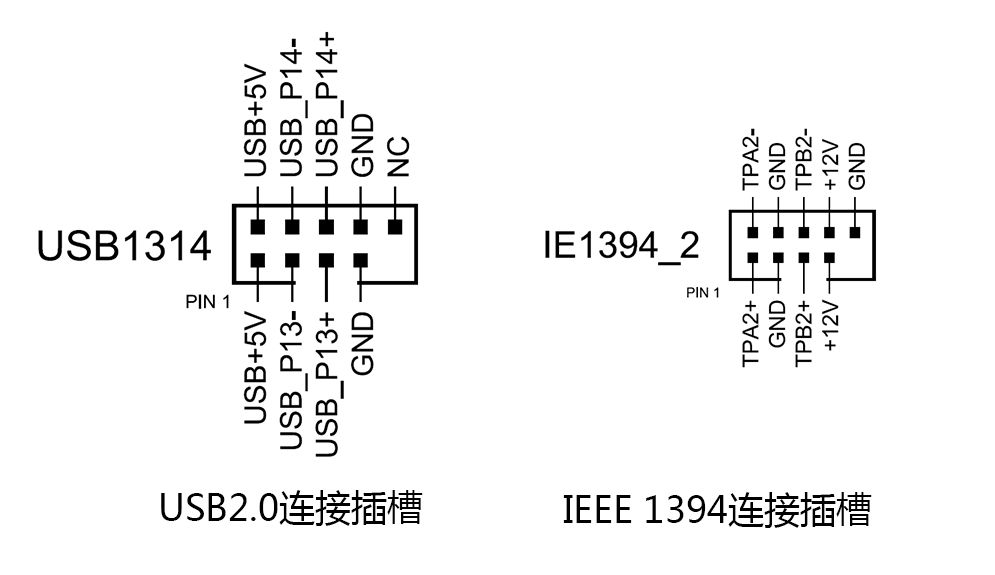 USB+5V
USB_P14-
USB_P14+
GND
NC
USB1314
PIN 1
USB+5V
USB_P13-
USB_P13+
GND
USB2.0连接插槽
TPA2-
GND
TPB2-
+12V
GND
IE1394_2
PIN 1
TPA2+
GND
TPB2+
+12V
IEEE 1394连接插槽